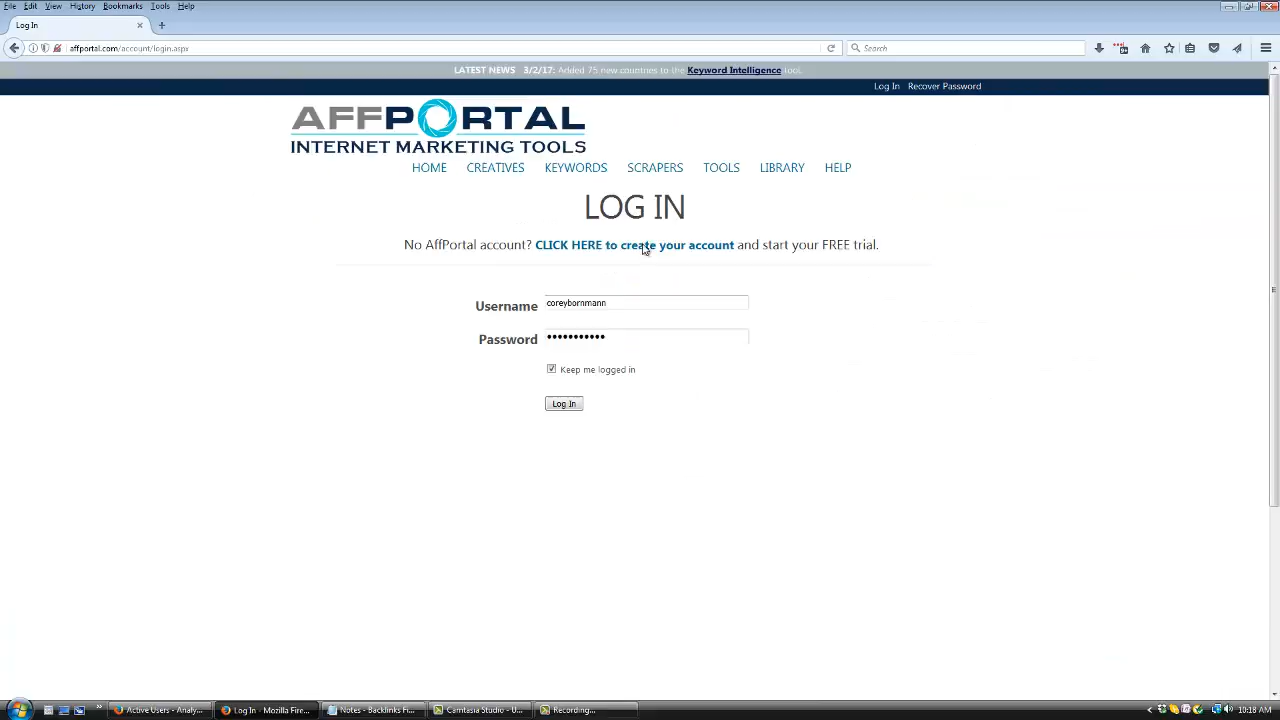 File Edit View History Bookmarks Tools Help
Log In
affportal.com/account/login.aspx
Search
LATEST NEWS 3/2/17: Added 75 new countries to the Keyword Intelligence tool.
Log In Recover Password
AFFPORTAL
INTERNET MARKETING TOOLS
HOME CREATIVES KEYWORDS SCRAPERS TOOLS LIBRARY HELP
LOG IN
No AffPortal account? CLICK HERE to create your account and start your FREE trial.
Username coreybornmann
Password
Keep me logged in
Log In
Active Users - Analy... Log In - Mozilla Fire... Notes - Backlinks Fi... Camtasia Studio - U... Recording... 10:18 AM